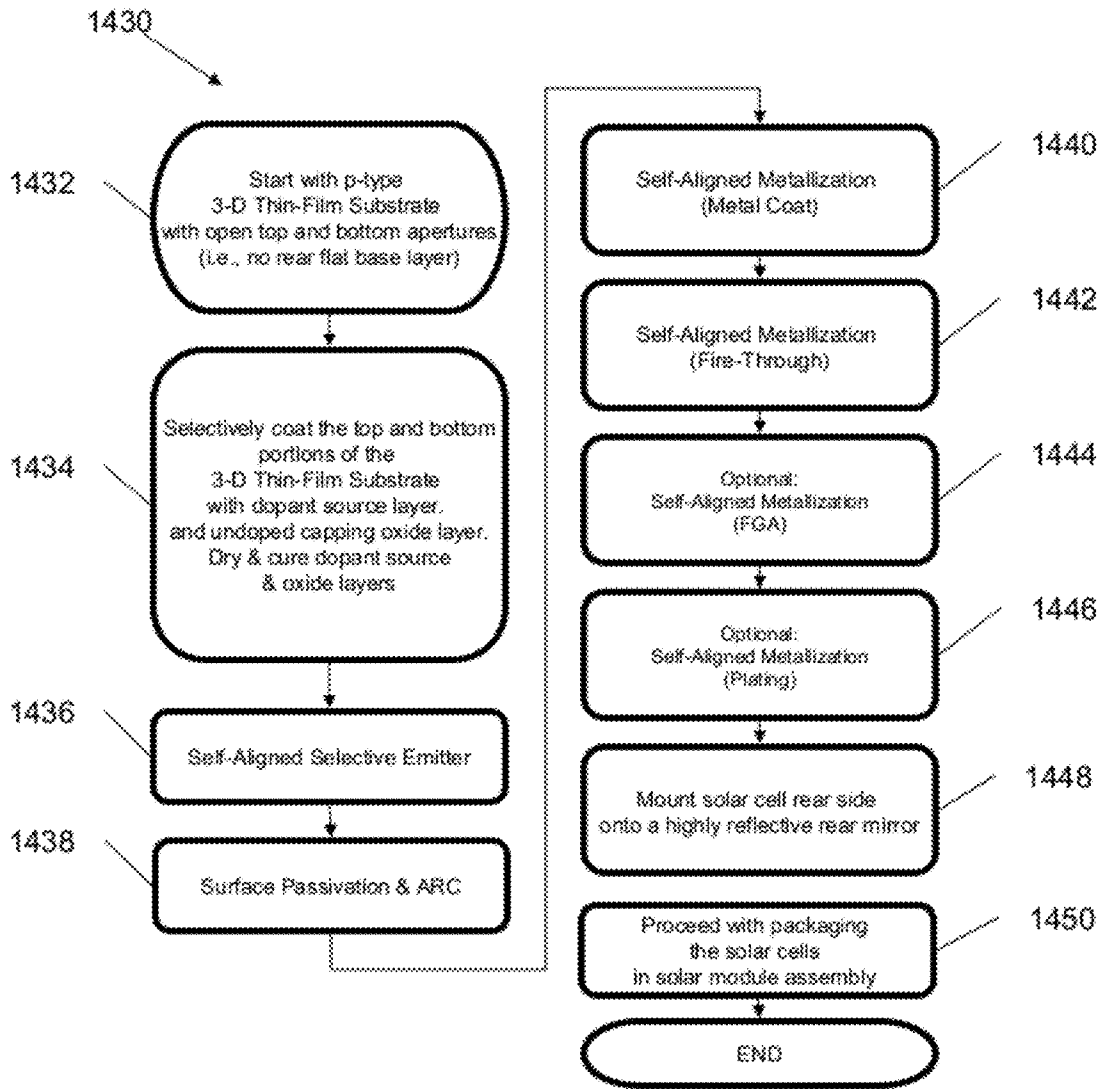 1430
1432
Start with p-type
3-D Thin-Film Substrate
with open top and bottom apertures
(i.e., no rear flat base layer)
1434
Selectively coat the top and bottom
portions of the
3-D Thin-Film Substrate
with dopant source layer.
and undoped capping oxide layer.
Dry & cure dopant source
& oxide layers
1436
Self-Aligned Selective Emitter
1438
Surface Passivation & ARC
1440
Self-Aligned Metallization
(Metal Coat)
1442
Self-Aligned Metallization
(Fire-Through)
1444
Optional:
Self-Aligned Metallization
(FGA)
1446
Optional:
Self-Aligned Metallization
(Plating)
1448
Mount solar cell rear side
onto a highly reflective rear mirror
1450
Proceed with packaging
the solar cells
in solar module assembly
END